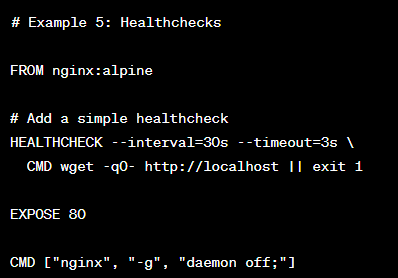 # Example 5: Healthchecks
FROM nginx:alpine
# Add a simple healthcheck
HEALTHCHECK --interval=30s --timeout=3s \
CMD wget -qO- http://localhost || exit 1
EXPOSE 80
CMD ["nginx", "-g", "daemon off;"]